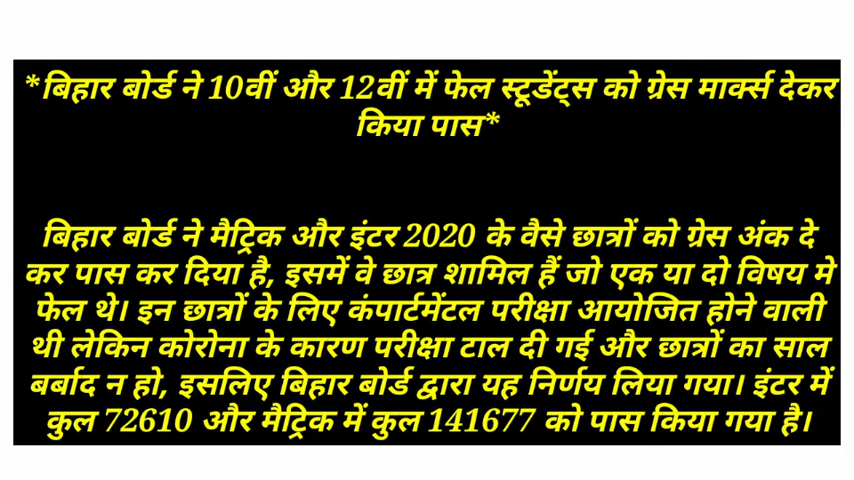 *बिहार बोर्ड ने 10वीं और 12वीं में फेल स्टूडेंट्स को ग्रेस मार्क्स देकर
किया पास*
बिहार बोर्ड ने मैट्रिक और इंटर 2020 के वैसे छात्रों को ग्रेस अंक दे
कर पास कर दिया है, इसमें वे छात्र शामिल हैं जो एक या दो विषय मे
फेल थे। इन छात्रों के लिए कंपार्टमेंटल परीक्षा आयोजित होने वाली
थी लेकिन कोरोना के कारण परीक्षा टाल दी गई और छात्रों का साल
बर्बाद न हो, इसलिए बिहार बोर्ड द्वारा यह निर्णय लिया गया। इंटर में
कुल 72610 और मैट्रिक में कुल 141677 को पास किया गया है।